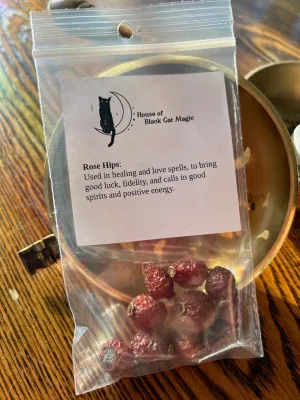 House of
Black Cat Magic
Rose Hips:
Used in healing and love spells, to bring
good luck, fidelity, and calls in good
spirits and positive energy.